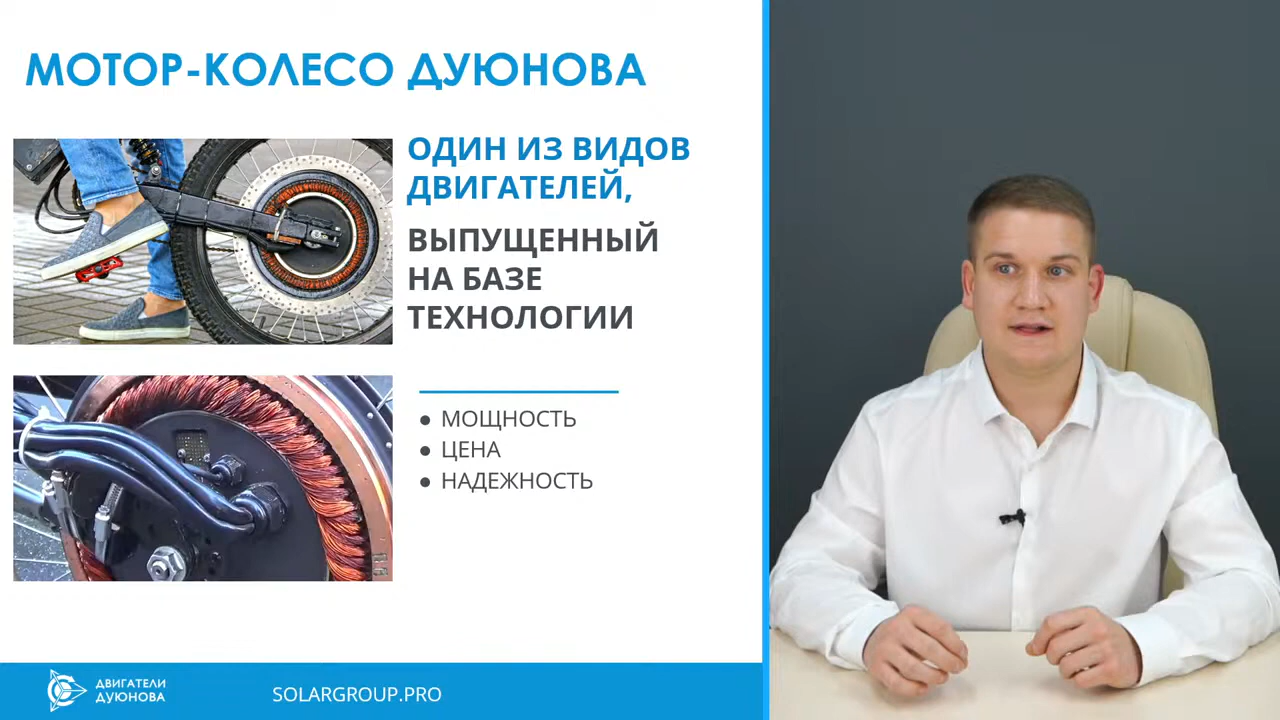 МОТОР-КОЛЕСО ДУЮНОВА
ОДИН ИЗ ВИДОВ
ДВИГАТЕЛЕЙ,
ВЫПУЩЕННЫЙ
НА БАЗЕ
ТЕХНОЛОГИИ
● МОЩНОСТЬ
● ЦЕНА
● НАДЕЖНОСТЬ
ДВИГАТЕЛИ
ДУЮНОВА
SOLARGROUP.PRO